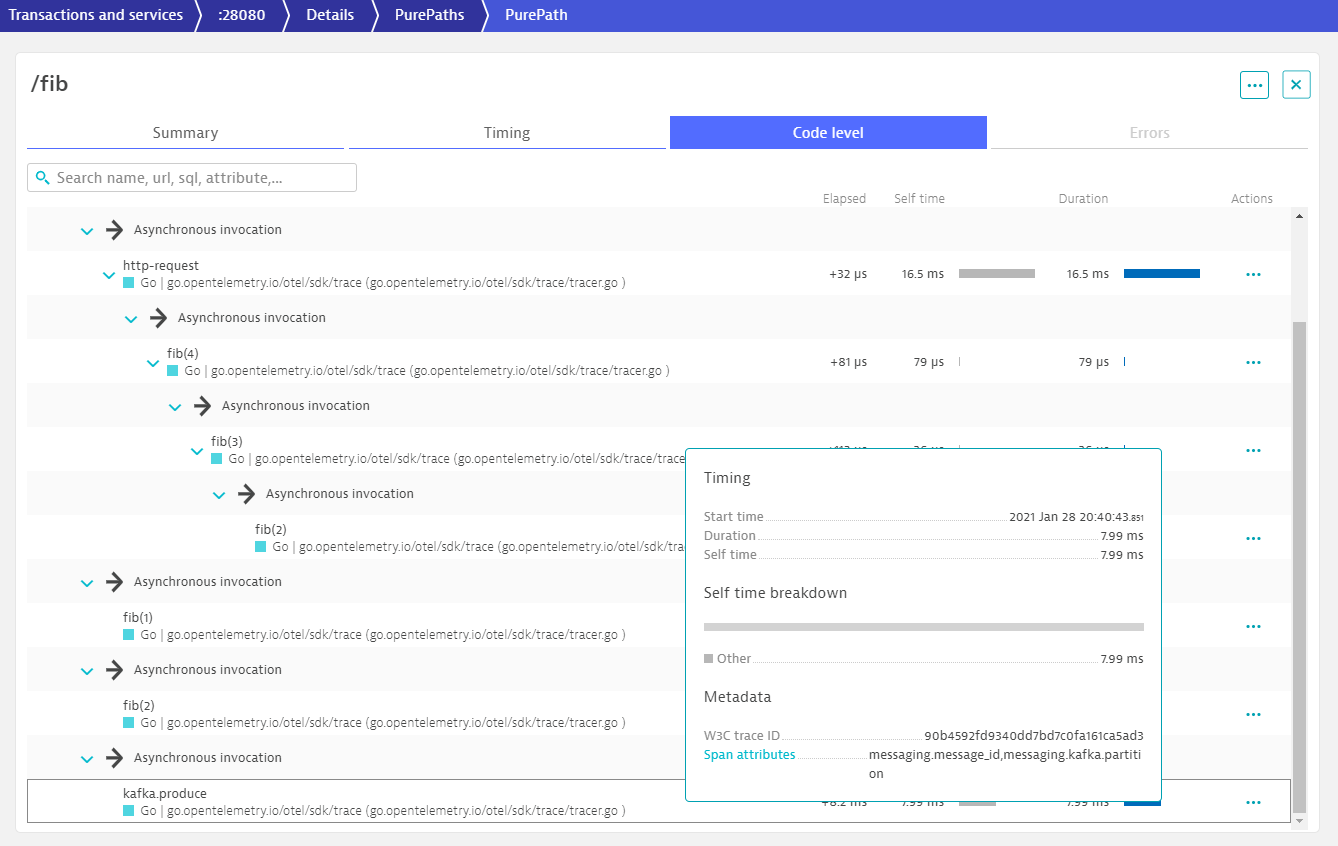 Transactions and services :28080 Details PurePaths PurePath
/fib
Summary Timing Code level Errors
Search name, url, sql, attribute,...
Elapsed Self time Duration Actions
Asynchronous invocation
http-request
Go | go.opentelemetry.io/otel/sdk/trace (go.opentelemetry.io/otel/sdk/trace/tracer.go )
+32 µs 16.5 ms 16.5 ms
Asynchronous invocation
fib(4)
Go | go.opentelemetry.io/otel/sdk/trace (go.opentelemetry.io/otel/sdk/trace/tracer.go )
+81 µs 79 µs 79 µs
Asynchronous invocation
fib(3)
Go | go.opentelemetry.io/otel/sdk/trace (go.opentelemetry.io/otel/sdk/trace/trace
Asynchronous invocation
fib(2)
Go | go.opentelemetry.io/otel/sdk/trace (go.opentelemetry.io/otel/sdk/tra
Asynchronous invocation
fib(1)
Go | go.opentelemetry.io/otel/sdk/trace (go.opentelemetry.io/otel/sdk/trace/tracer.go )
Asynchronous invocation
fib(2)
Go | go.opentelemetry.io/otel/sdk/trace (go.opentelemetry.io/otel/sdk/trace/tracer.go )
Asynchronous invocation
kafka.produce
Go | go.opentelemetry.io/otel/sdk/trace (go.opentelemetry.io/otel/sdk/trace/tracer.go )
+8.2 ms 7.99 ms 7.99 ms
Timing
Start time 2021 Jan 28 20:40:43.851
Duration 7.99 ms
Self time 7.99 ms
Self time breakdown
Other 7.99 ms
Metadata
W3C trace ID 90b4592fd9340dd7bd7c0fa161ca5ad3
Span attributes messaging.message_id,messaging.kafka.partiti
on